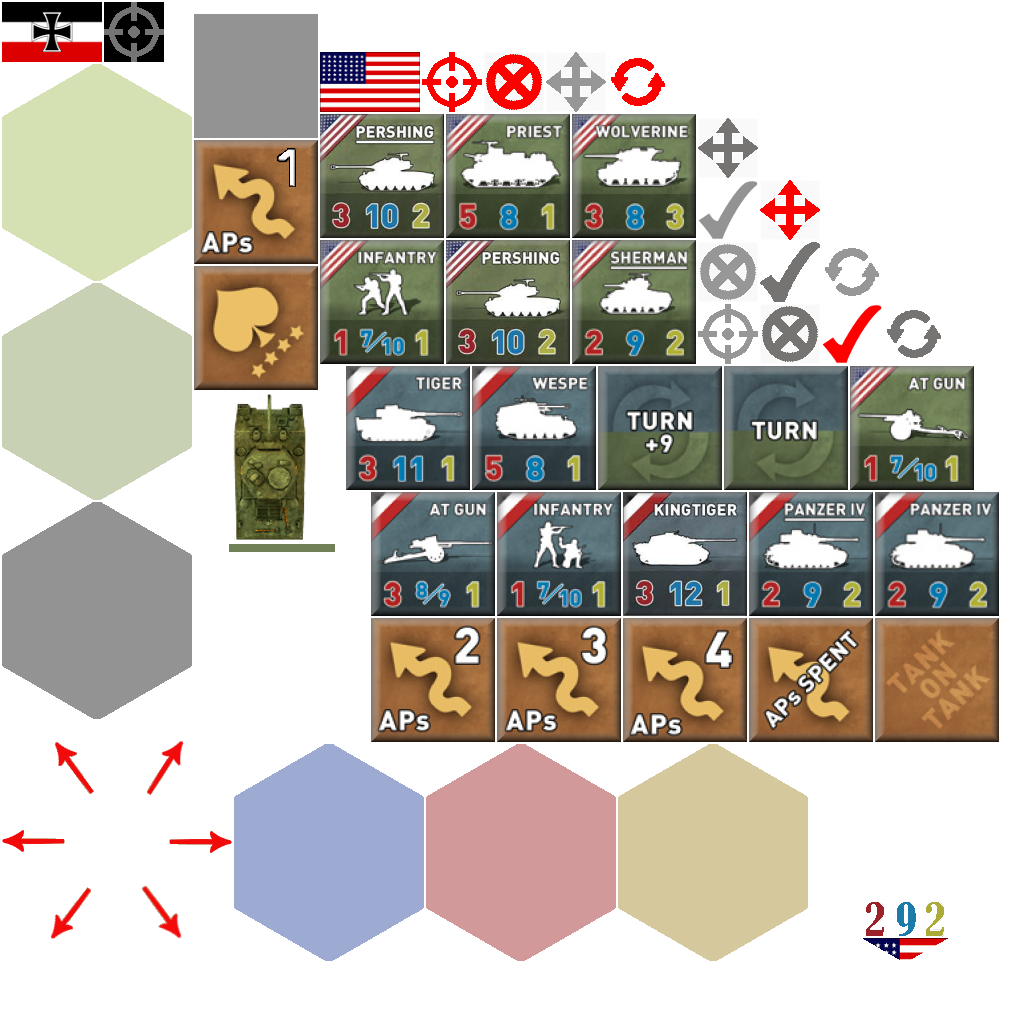 PERSHING
3 10 2
PRIEST
5 8 1
WOLVERINE
3 8 3
1
APs
INFANTRY
1 7/10 1
PERSHING
3 10 2
SHERMAN
2 9 2
TIGER
3 11 1
WESPE
5 8 1
TURN
+9
TURN
AT GUN
1 7/10 1
AT GUN
3 8/9 1
INFANTRY
1 7/10 1
KINGTIGER
3 12 1
PANZER IV
2 9 2
PANZER IV
2 9 2
2
APs
3
APs
4
APs
APs SPENT
TANK
ON
TANK
292